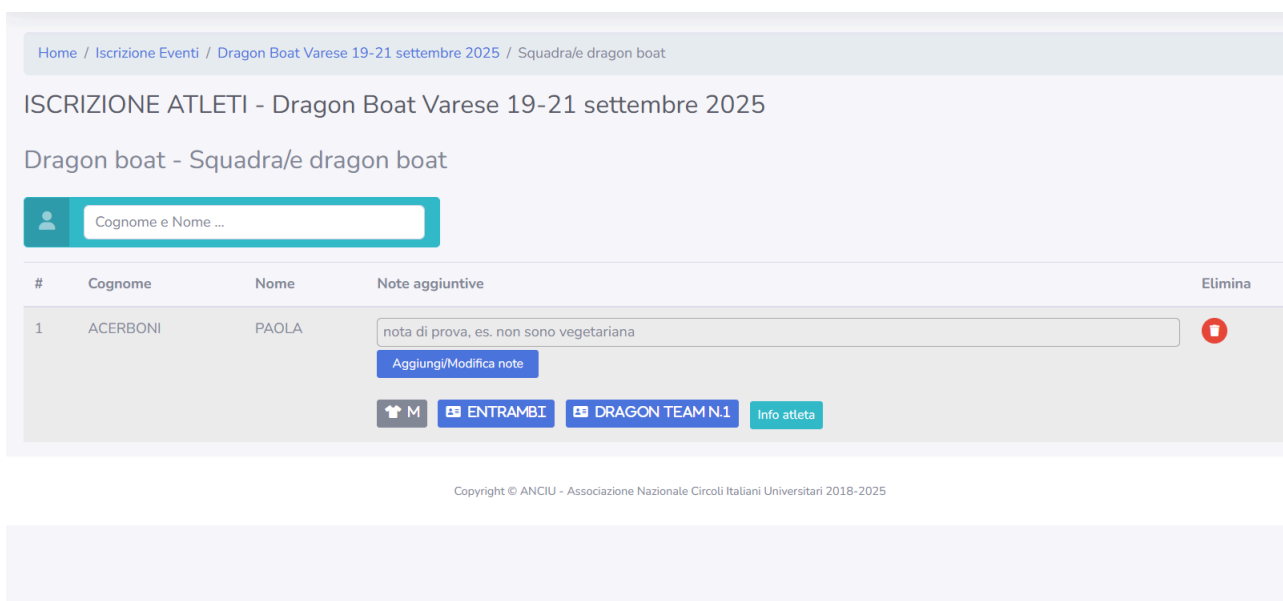 Home / Iscrizione Eventi / Dragon Boat Varese 19-21 settembre 2025 / Squadra/e dragon boat
ISCRIZIONE ATLETI - Dragon Boat Varese 19-21 settembre 2025
Dragon boat - Squadra/e dragon boat
Cognome e Nome ...
# Cognome Nome Note aggiuntive Elimina
1 ACERBONI PAOLA nota di prova, es. non sono vegetariana
Aggiungi/Modifica note
M ENTRAMBI DRAGON TEAM N.1 Info atleta
Copyright © ANCIU - Associazione Nazionale Circoli Italiani Universitari 2018-2025